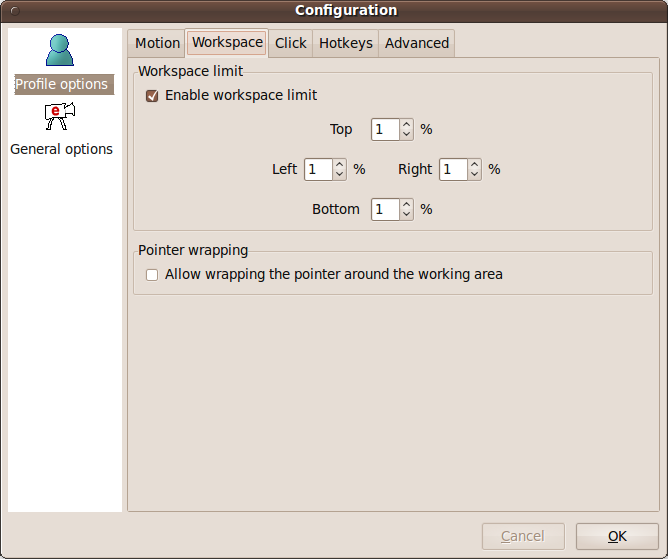 Configuration
Profile options
e
General options
Motion Workspace Click Hotkeys Advanced
Workspace limit
Enable workspace limit
Top 1 %
Left 1 % Right 1 %
Bottom 1 %
Pointer wrapping
Allow wrapping the pointer around the working area
Cancel OK